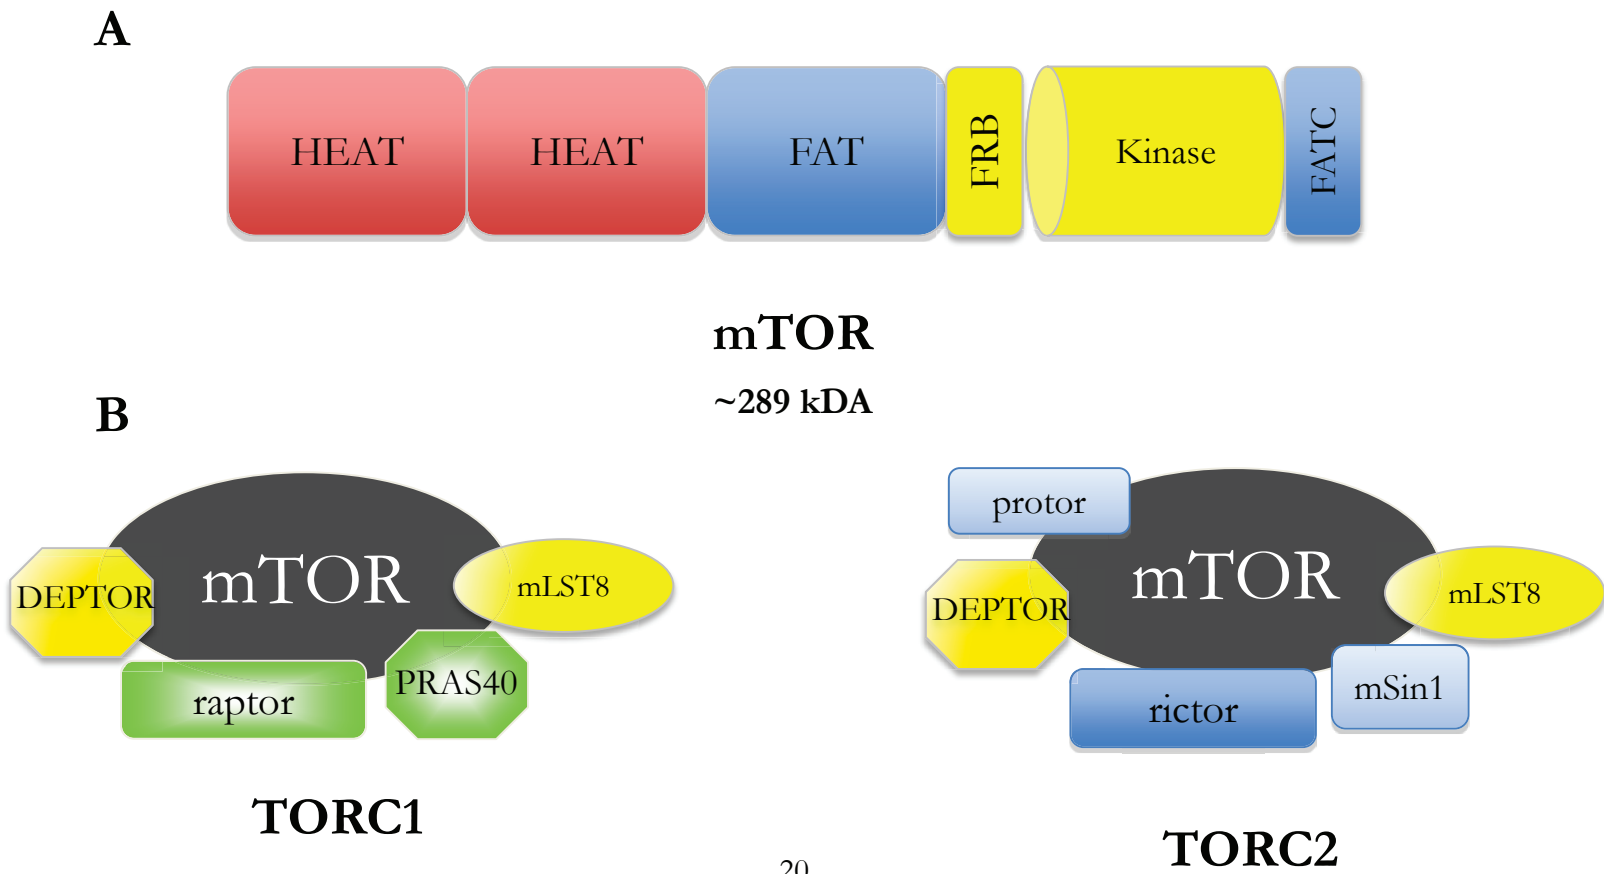 A
HEAT HEAT FAT FRB Kinase FATC
mTOR
~289 kDA
B
DEPTOR mTOR mLST8
raptor PRAS40
TORC1
protor
DEPTOR mTOR mLST8
rictor mSin1
TORC2
20